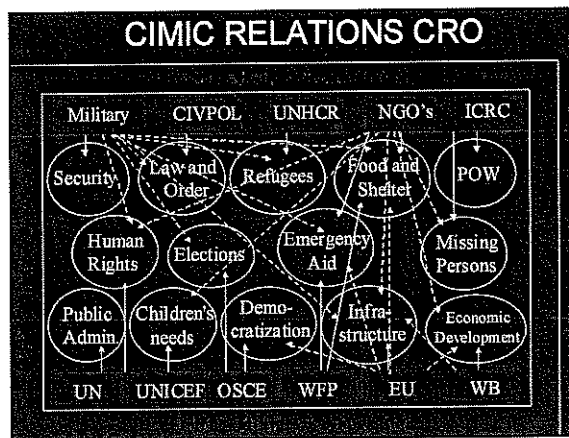 CIMIC RELATIONS CRO
Military CIVPOL UNHCR NGO's ICRC
Security
Law and
Order
Refugees
Food and
Shelter
POW
Human
Rights
Elections
Emergency
Aid
Missing
Persons
Public
Admin
Children's
needs
Demo-
cratization
Infra-
structure
Economic
Development
UN UNICEF OSCE WFP EU WB